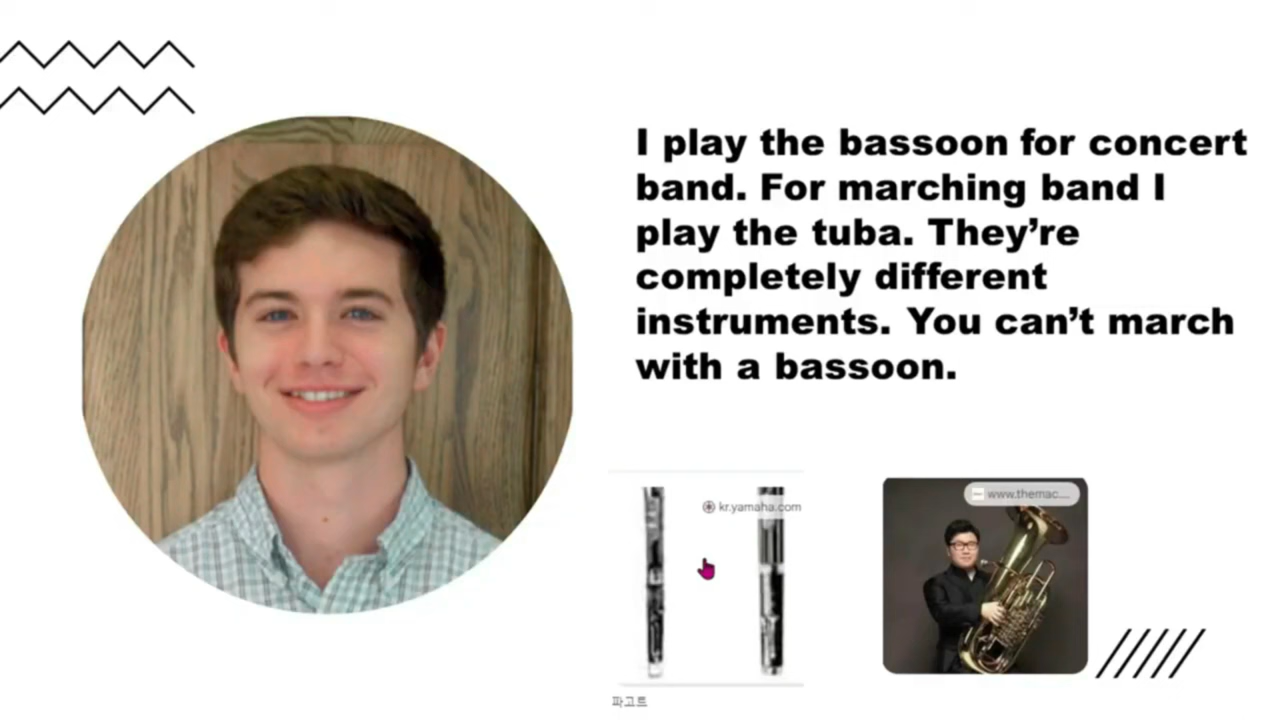 I play the bassoon for concert
band. For marching band I
play the tuba. They’re
completely different
instruments. You can’t march
with a bassoon.
kr.yamaha.com
www.themac....
파고트